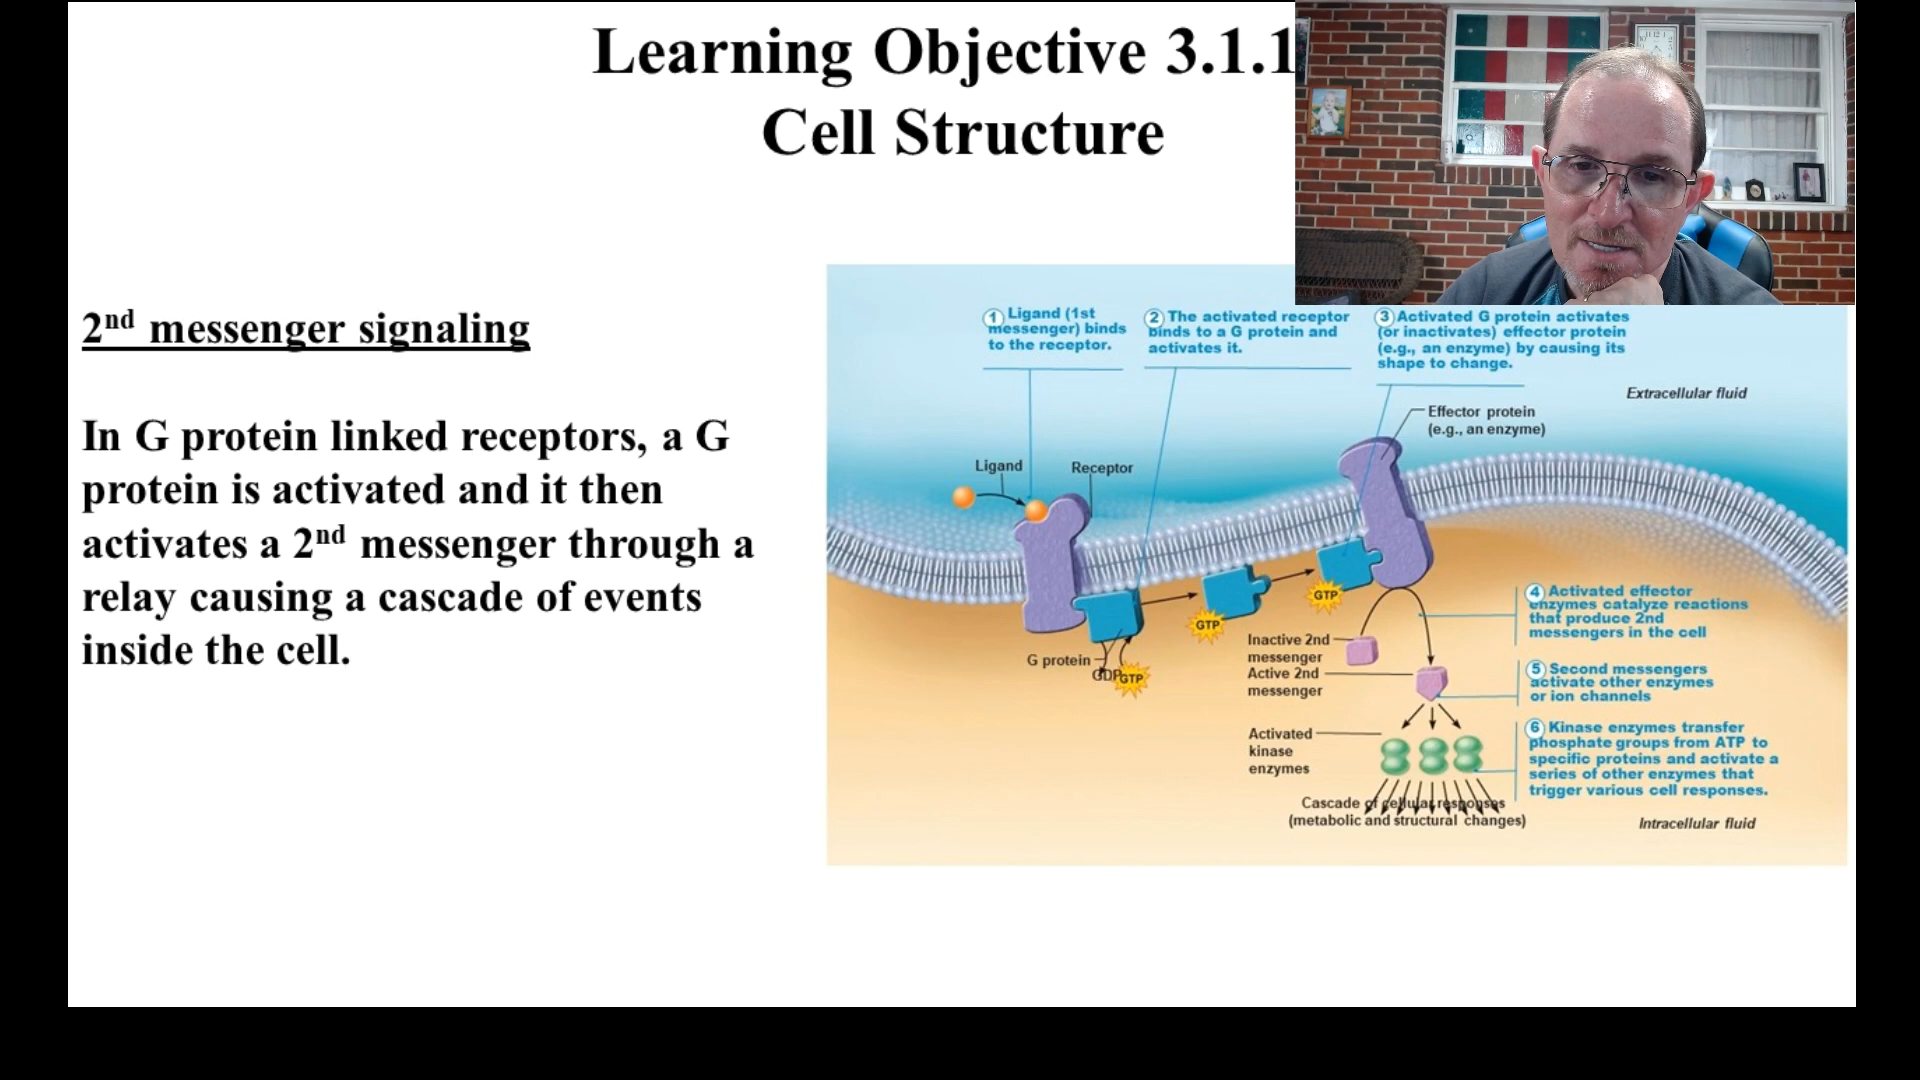 Learning Objective 3.1.1
Cell Structure
2nd messenger signaling
In G protein linked receptors, a G
protein is activated and it then
activates a 2nd messenger through a
relay causing a cascade of events
inside the cell.
1 Ligand (1st
messenger) binds
to the receptor.
2 The activated receptor
binds to a G protein and
activates it.
3 Activated G protein activates
(or inactivates) effector protein
(e.g., an enzyme) by causing its
shape to change.
Extracellular fluid
Effector protein
(e.g., an enzyme)
Ligand
Receptor
GTP
GTP
G protein
GDP
GTP
Inactive 2nd
messenger
Active 2nd
messenger
4 Activated effector
enzymes catalyze reactions
that produce 2nd
messengers in the cell
5 Second messengers
activate other enzymes
or ion channels
Activated
kinase
enzymes
6 Kinase enzymes transfer
phosphate groups from ATP to
specific proteins and activate a
series of other enzymes that
trigger various cell responses.
Cascade of cellular responses
(metabolic and structural changes)
Intracellular fluid